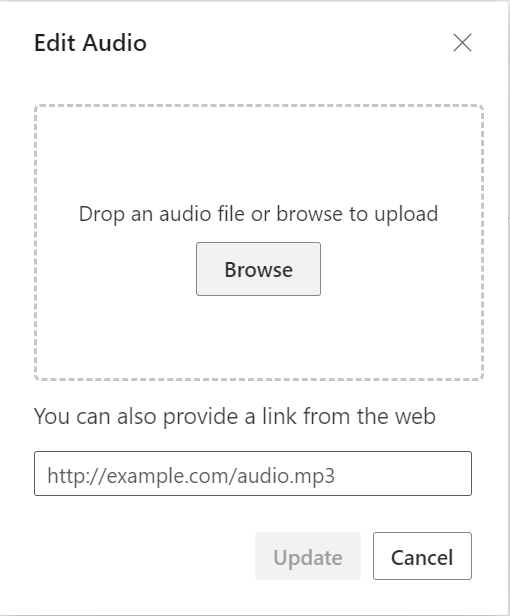 Edit Audio
Drop an audio file or browse to upload
Browse
You can also provide a link from the web
http://example.com/audio.mp3
Update
Cancel